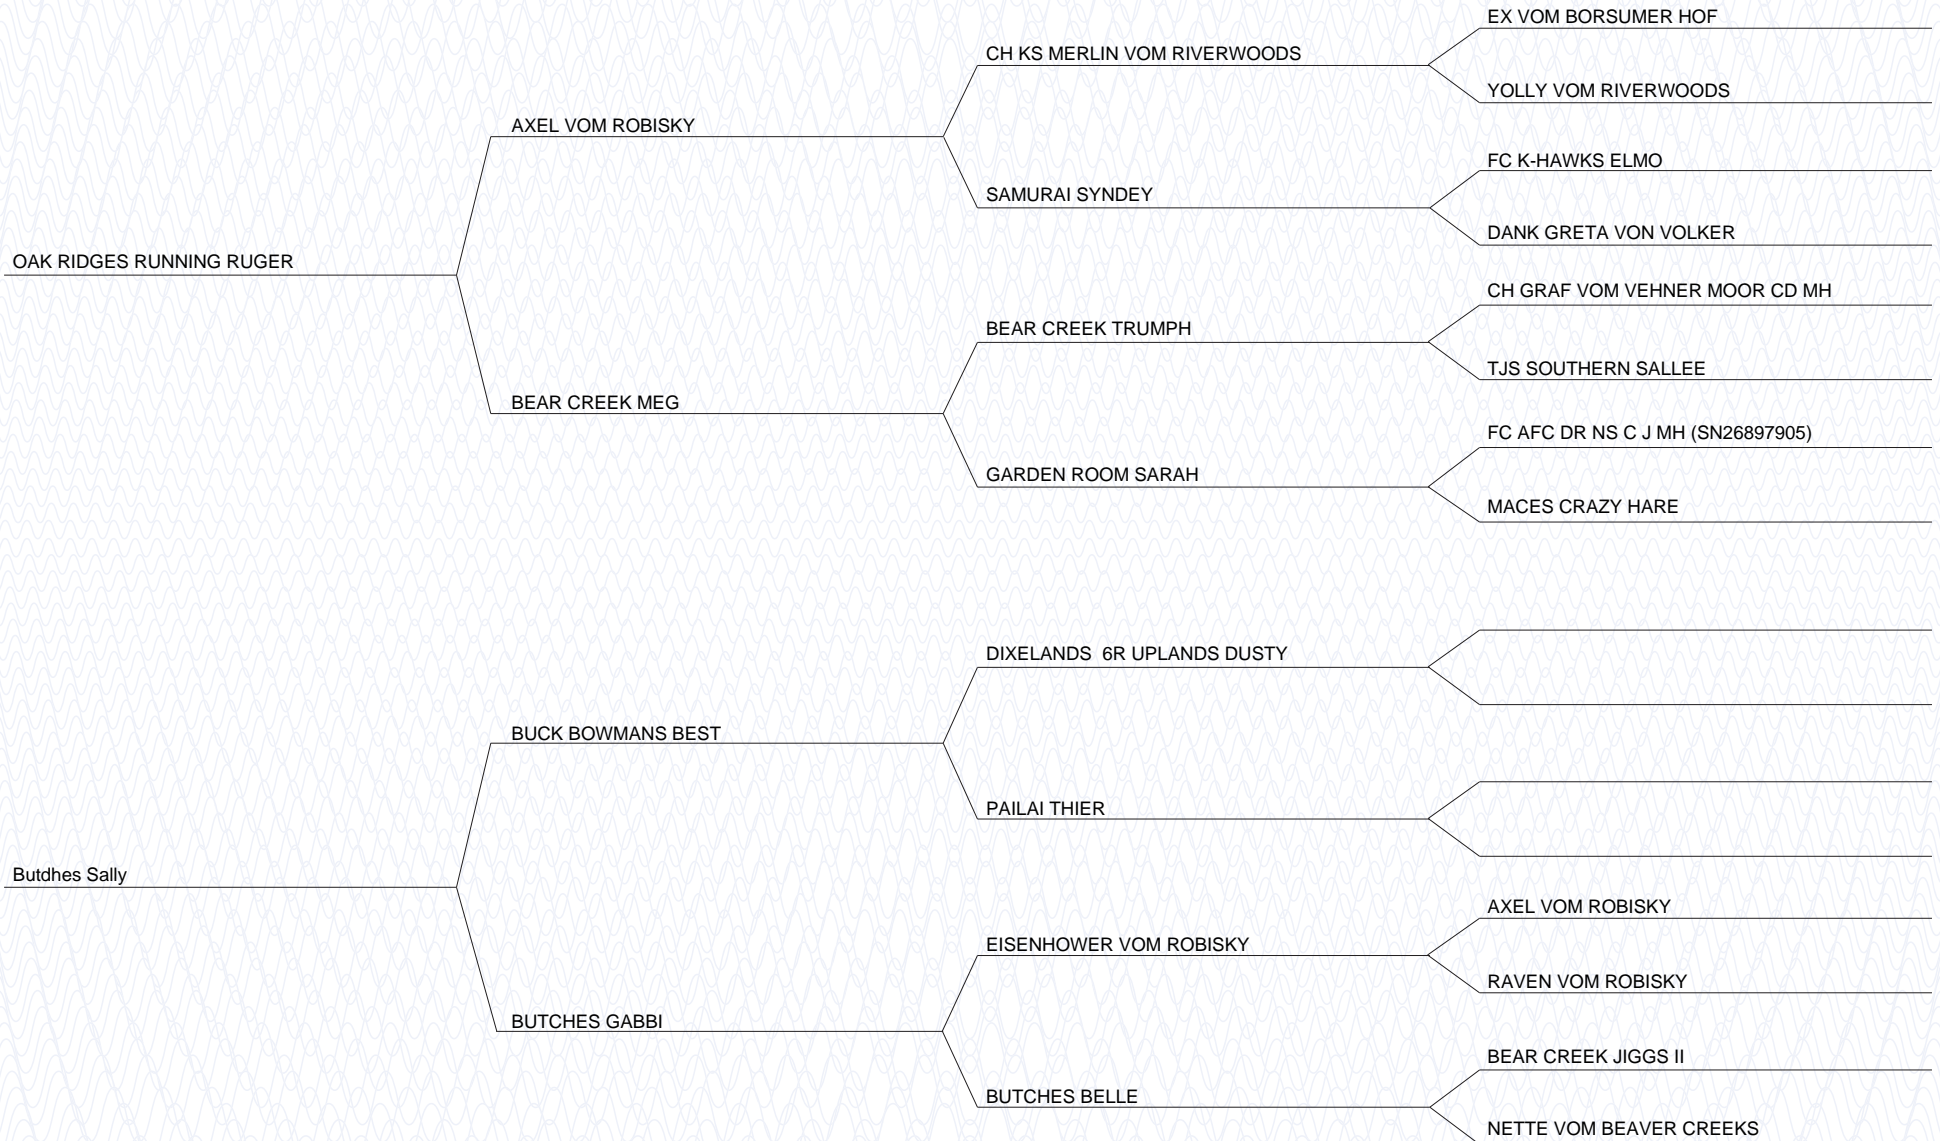 EX VOM BORSUMER HOF
CH KS MERLIN VOM RIVERWOODS
YOLLY VOM RIVERWOODS
AXEL VOM ROBISKY
FC K-HAWKS ELMO
SAMURAI SYNDEY
DANK GRETA VON VOLKER
OAK RIDGES RUNNING RUGER
CH GRAF VOM VEHNER MOOR CD MH
BEAR CREEK TRUMPH
TJS SOUTHERN SALLEE
BEAR CREEK MEG
FC AFC DR NS C J MH (SN26897905)
GARDEN ROOM SARAH
MACES CRAZY HARE
DIXELANDS  6R UPLANDS DUSTY
BUCK BOWMANS BEST
PAILAI THIER
Butdhes Sally
AXEL VOM ROBISKY
EISENHOWER VOM ROBISKY
RAVEN VOM ROBISKY
BUTCHES GABBI
BEAR CREEK JIGGS II
BUTCHES BELLE
NETTE VOM BEAVER CREEKS